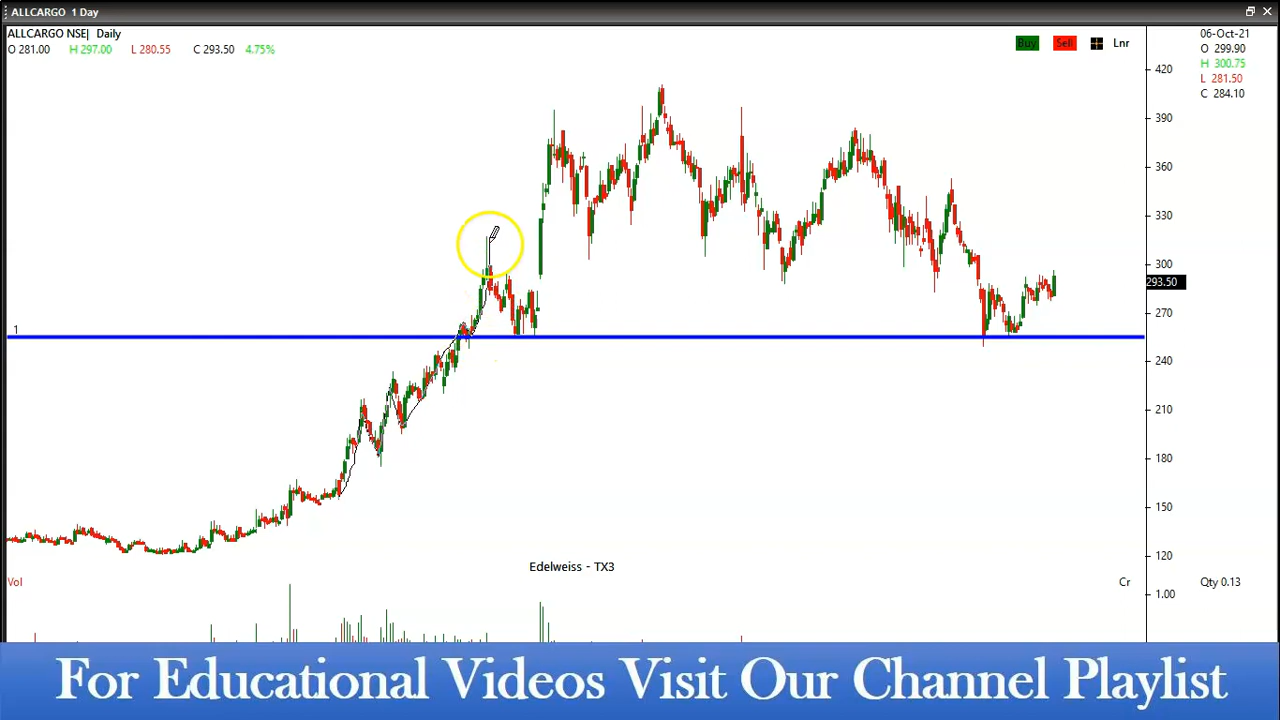 ALLCARGO 1 Day
ALLCARGO NSE| Daily
O 281.00 H 297.00 L 280.55 C 293.50 4.75%
Buy Sell Lnr
06-Oct-21
O 299.90
H 300.75
L 281.50
C 284.10
420
390
360
330
300
293.50
270
240
210
180
150
120
1
Edelweiss - TX3
Vol
Cr
Qty 0.13
1.00
For Educational Videos Visit Our Channel Playlist